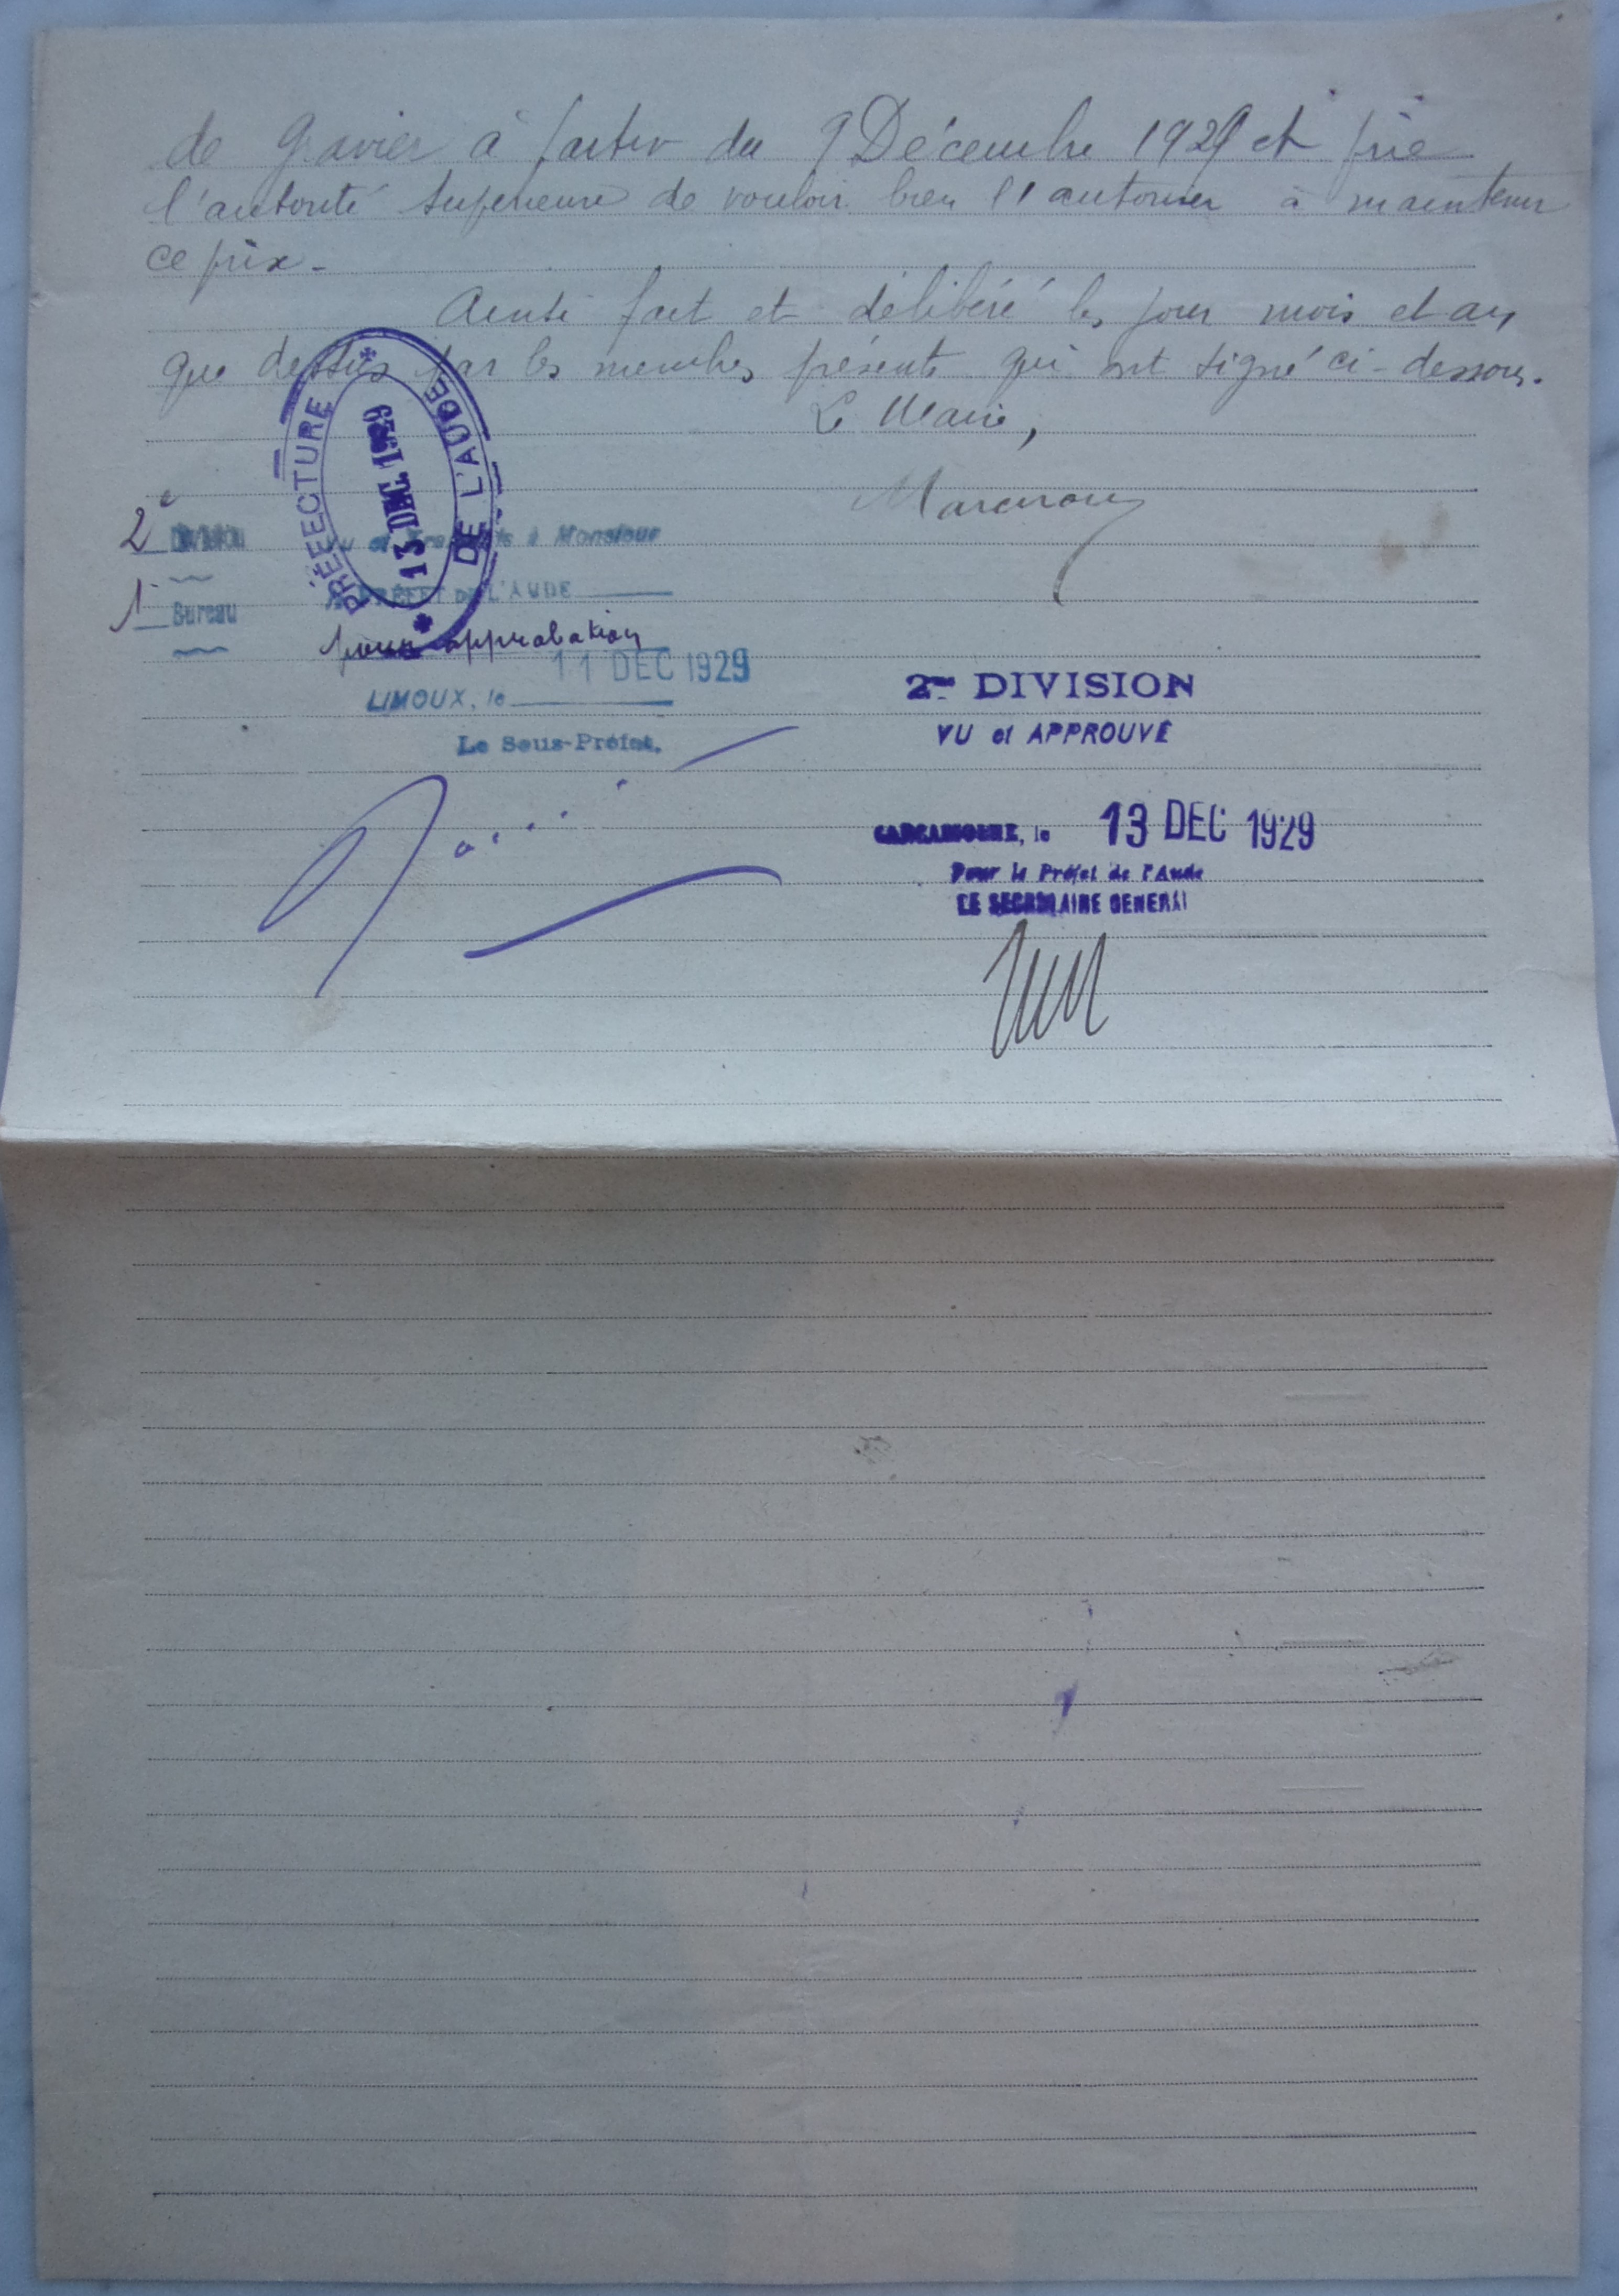 de gravier à partir du 9 Décembre 1929 et prie
l'autorité supérieure de vouloir bien l'autoriser à maintenir
ce prix -
Ainsi fait et délibéré les jour mois et an
que dessus par les membres présents qui ont signé ci-dessous.
Le Maire,
PRÉFECTURE DE L'AUDE
13 DEC 1929
2e DIVISION
Vu et Transmis à Monsieur
LE PRÉFET DE L'AUDE
1er Bureau
pour approbation
11 DEC 1929
LIMOUX, le
Le Sous-Préfet,
2me DIVISION
VU et APPROUVÉ
CARCASSONNE, le 13 DEC 1929
Pour le Préfet de l'Aude
LE SECRETAIRE GENERAL